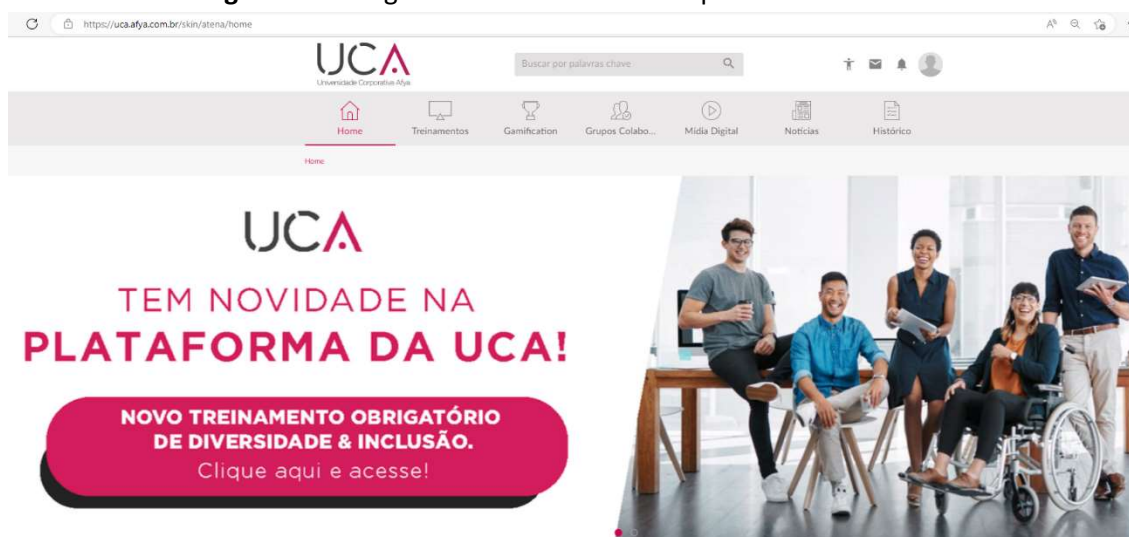 https://uca.afya.com.br/skin/atena/home
UCA
Universidade Corporativa Afya
Buscar por palavras chave
Home
Treinamentos
Gamification
Grupos Colabo...
Mídia Digital
Notícias
Histórico
Home
UCA
TEM NOVIDADE NA
PLATAFORMA DA UCA!
NOVO TREINAMENTO OBRIGATÓRIO
DE DIVERSIDADE & INCLUSÃO.
Clique aqui e acesse!